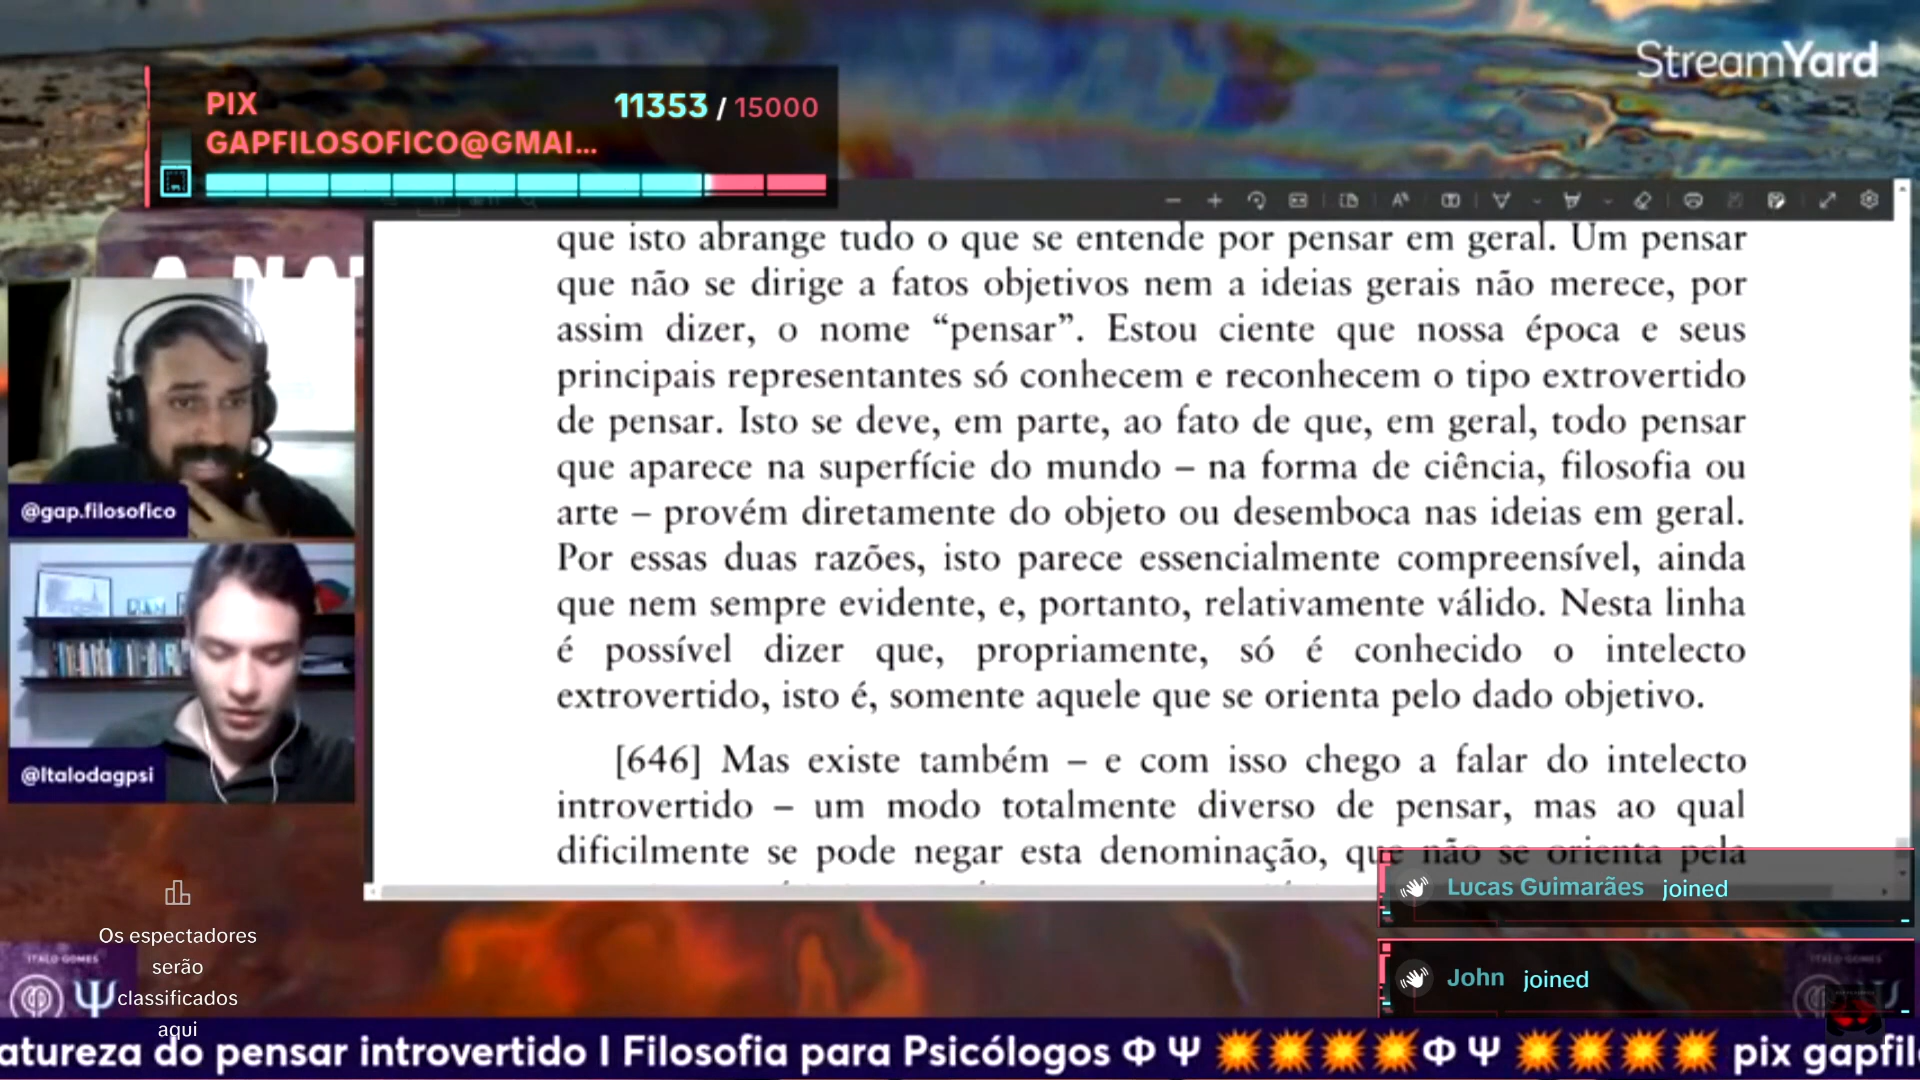 StreamYard
PIX
11353 / 15000
GAPFILOSOFICO@GMAI...
que isto abrange tudo o que se entende por pensar em geral. Um pensar
que não se dirige a fatos objetivos nem a ideias gerais não merece, por
assim dizer, o nome “pensar”. Estou ciente que nossa época e seus
principais representantes só conhecem e reconhecem o tipo extrovertido
de pensar. Isto se deve, em parte, ao fato de que, em geral, todo pensar
que aparece na superfície do mundo – na forma de ciência, filosofia ou
arte – provém diretamente do objeto ou desemboca nas ideias em geral.
Por essas duas razões, isto parece essencialmente compreensível, ainda
que nem sempre evidente, e, portanto, relativamente válido. Nesta linha
é possível dizer que, propriamente, só é conhecido o intelecto
extrovertido, isto é, somente aquele que se orienta pelo dado objetivo.
[646] Mas existe também – e com isso chego a falar do intelecto
introvertido – um modo totalmente diverso de pensar, mas ao qual
dificilmente se pode negar esta denominação, que não se orienta pela
@gap.filosofico
@Italodagpsi
Lucas Guimarães joined
John joined
Os espectadores
serão
classificados
aqui
ITALO GOMES
Ψ
atureza do pensar introvertido I Filosofia para Psicólogos Φ Ψ 💥💥💥💥Φ Ψ 💥💥💥💥 pix gapfil